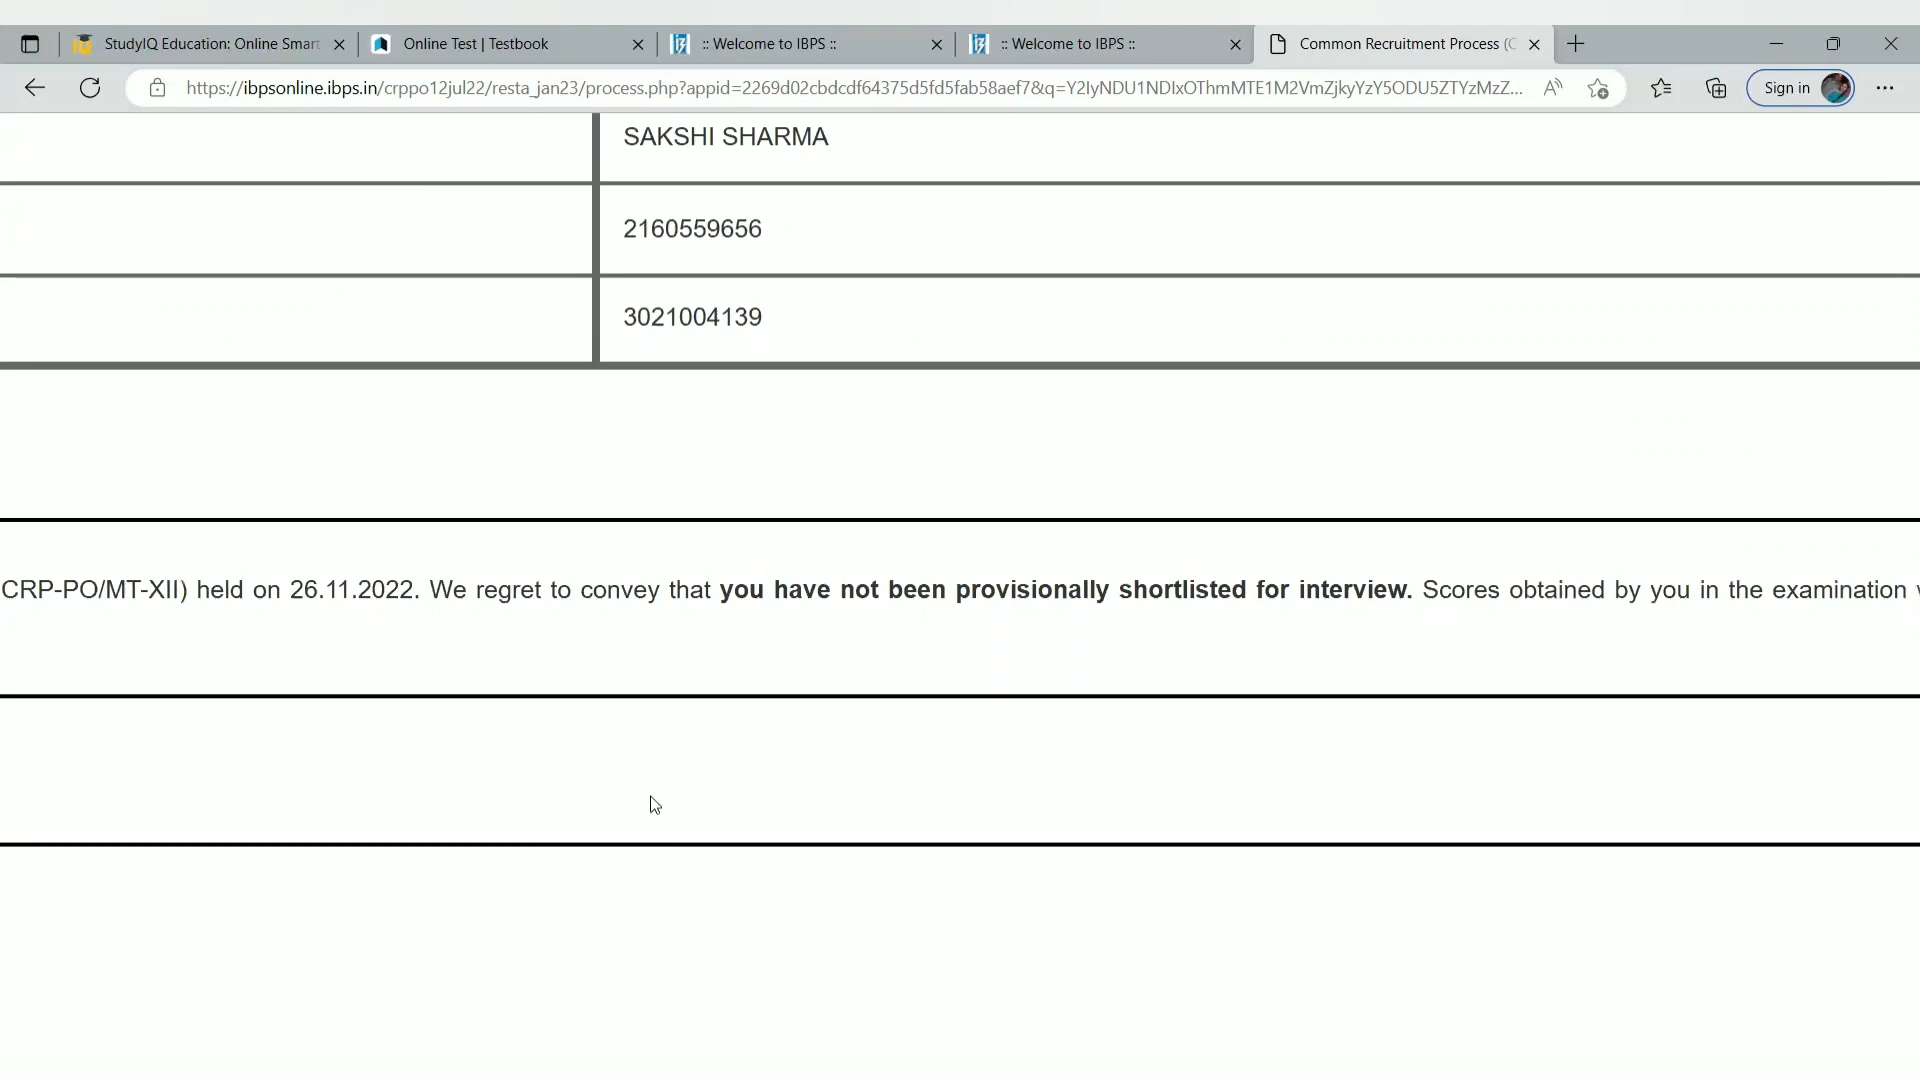 StudyIQ Education: Online Smart
Online Test | Testbook
:: Welcome to IBPS ::
:: Welcome to IBPS ::
Common Recruitment Process (C
https://ibpsonline.ibps.in/crppo12jul22/resta_jan23/process.php?appid=2269d02cbdcdf64375d5fd5fab58aef7&q=Y2IyNDU1NDIxOThmMTE1M2VmZjkyYzY5ODU5ZTYzMzZ...
Sign in
SAKSHI SHARMA
2160559656
3021004139
CRP-PO/MT-XII) held on 26.11.2022. We regret to convey that you have not been provisionally shortlisted for interview. Scores obtained by you in the examination